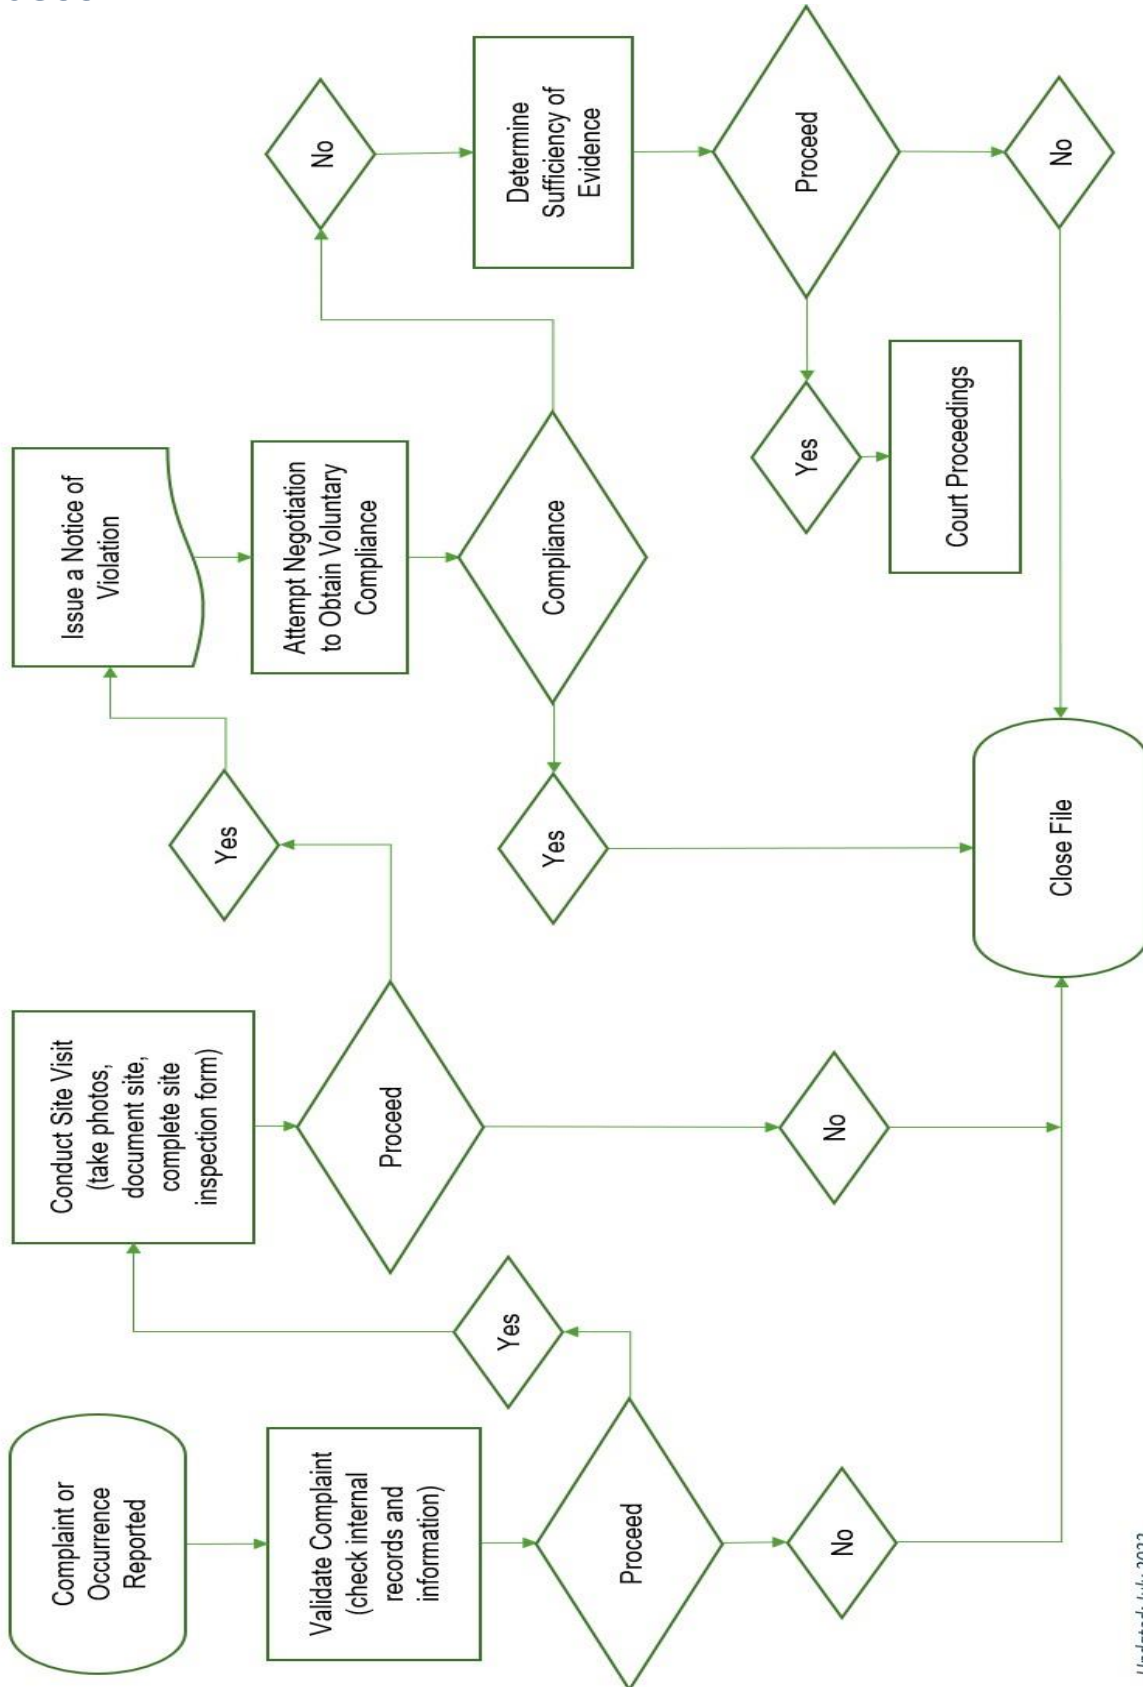 Complaint or
Occurrence
Reported
Validate Complaint
(check internal
records and
information)
Proceed
No
Yes
Conduct Site Visit
(take photos,
document site,
complete site
inspection form)
Proceed
No
Yes
Issue a Notice of
Violation
Attempt Negotiation
to Obtain Voluntary
Compliance
Compliance
Yes
No
Determine
Sufficiency of
Evidence
Proceed
Yes
Court Proceedings
No
Close File